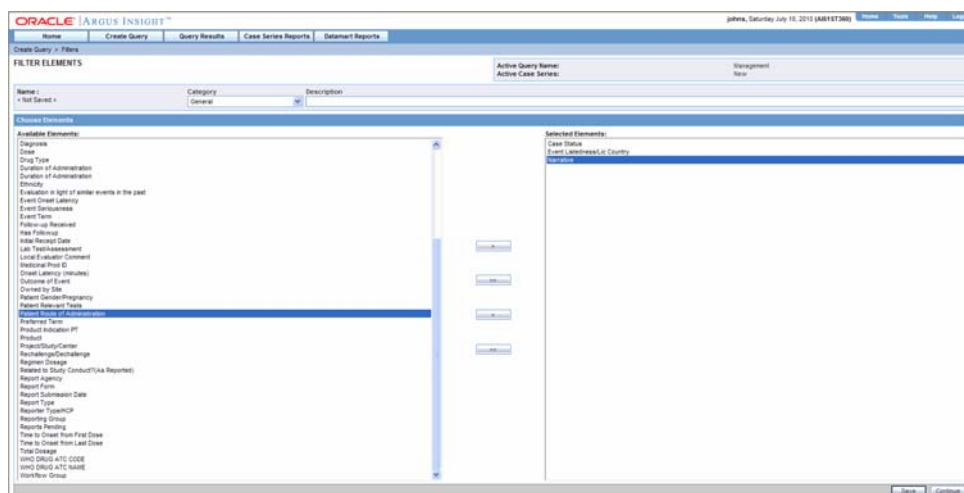 ORACLE ARGUS INSIGHT™
johns, Saturday July 10, 2010
Home Tools Help Log
Home Create Query Query Results Case Series Reports Datamart Reports
Create Query > Filters
FILTER ELEMENTS
Active Query Name: Management
Active Case Series: New
Name : Category Description
< Not Saved > General
Choose Elements
Available Elements: Selected Elements:
Diagnosis
Dose
Drug Type
Duration of Administration
Duration of Administration
Ethnicity
Evaluation in light of similar events in the past
Event Onset Latency
Event Seriousness
Event Term
Follow-up Received
Has Followup
Initial Receipt Date
Lab Test/Assessment
Local Evaluator Comment
Medicinal Prod ID
Onset Latency (minutes)
Outcome of Event
Owned by Site
Patient Gender/Pregnancy
Patient Relevant Tests
Patient Route of Administration
Preferred Term
Product Indication PT
Product
Project/Study/Center
Rechallenge/Dechallenge
Regimen Dosage
Related to Study Conduct?(As Reported)
Report Agency
Report Form
Report Submission Date
Report Type
Reporter Type/HCP
Reporting Group
Reports Pending
Time to Onset from First Dose
Time to Onset from Last Dose
Total Dosage
WHO DRUG ATC CODE
WHO DRUG ATC NAME
Workflow Group
Case Status
Event Listedness/Lic Country
Narrative
>
>>
<
<<
Save Continue